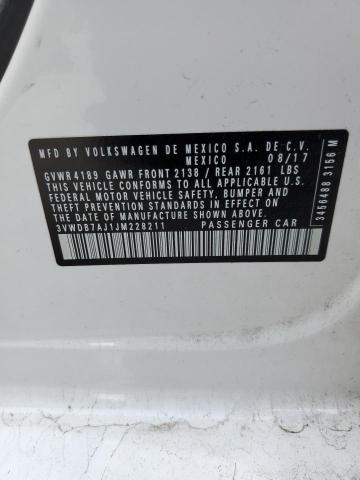 MFD BY VOLKSWAGEN DE MEXICO S.A. DE C.V.
MEXICO 08/17
GVWR 4189 GAWR FRONT 2138 / REAR 2161 LBS
THIS VEHICLE CONFORMS TO ALL APPLICABLE U.S.
FEDERAL MOTOR VEHICLE SAFETY, BUMPER AND
THEFT PREVENTION STANDARDS IN EFFECT ON
THE DATE OF MANUFACTURE SHOWN ABOVE
3VWDB7AJ1JM228211 PASSENGER CAR
3456488 3156 M